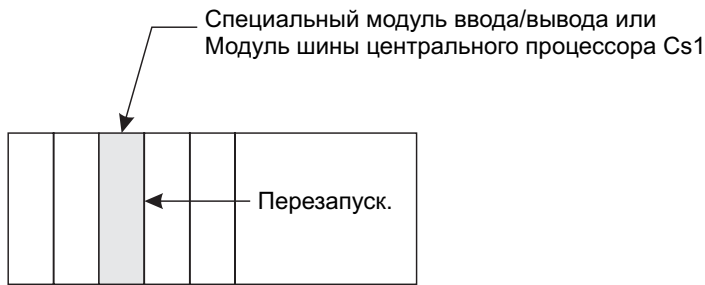 Специальный модуль ввода/вывода или
Модуль шины центрального процессора Cs1
Перезапуск.